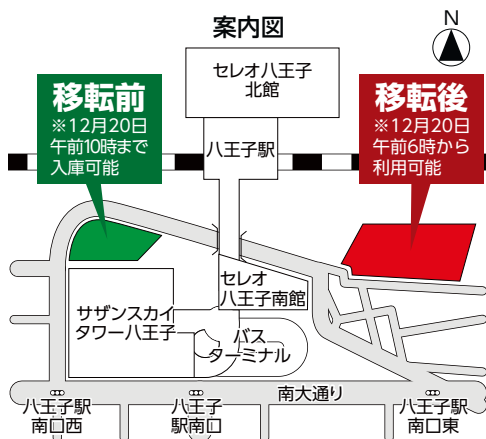 案内図
N
セレオ八王子
北館
移転前
※12月20日
午前10時まで
入庫可能
八王子駅
移転後
※12月20日
午前6時から
利用可能
セレオ
八王子南館
サザンスカイ
タワー八王子
バス
ターミナル
南大通り
八王子駅
南口西
八王子
駅南口
八王子駅
南口東